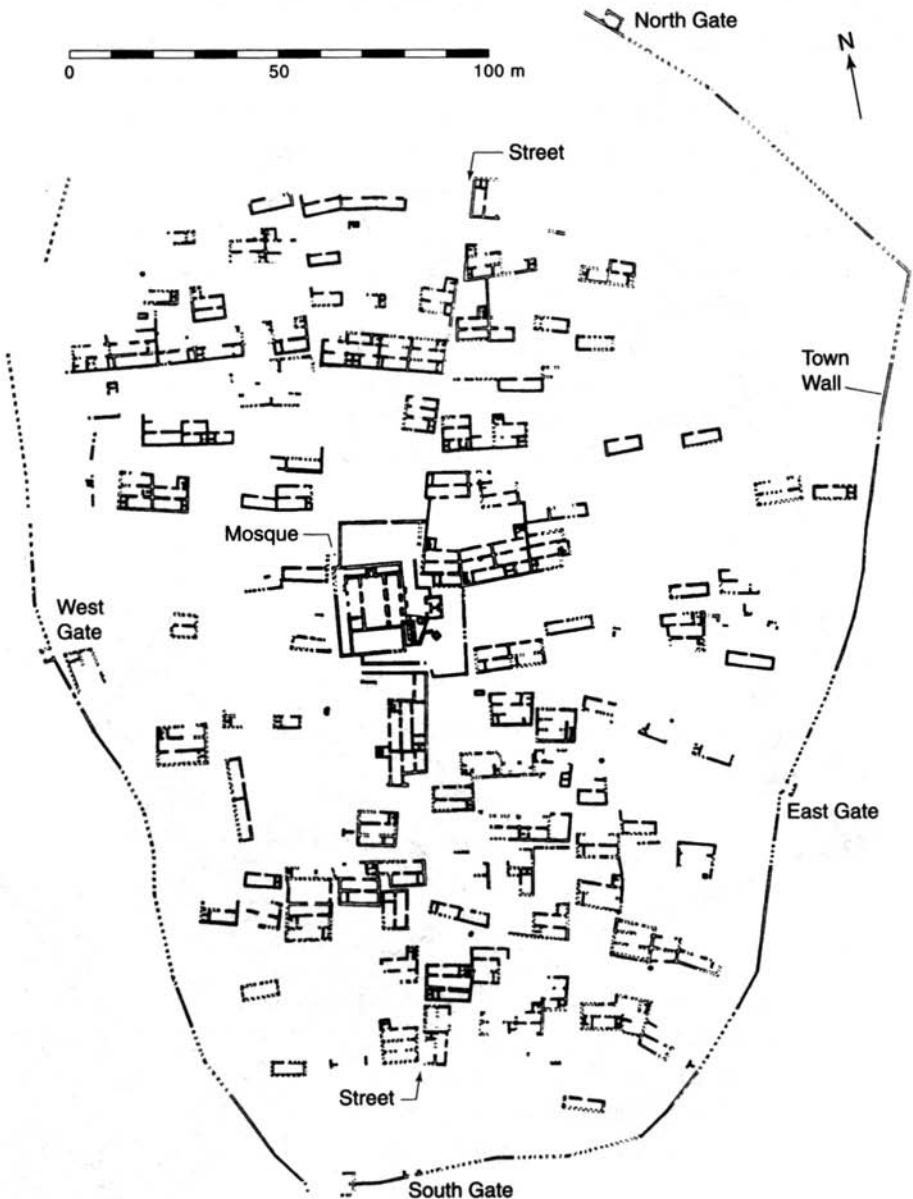 North Gate
N
0 50 100 m
Street
Town
Wall
Mosque
West
Gate
East Gate
Street
South Gate